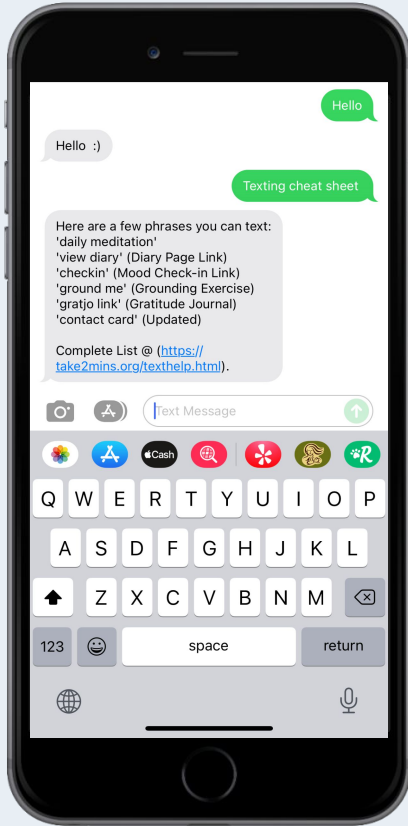 Hello
Hello :)
Texting cheat sheet
Here are a few phrases you can text:
'daily meditation'
'view diary' (Diary Page Link)
'checkin' (Mood Check-in Link)
'ground me' (Grounding Exercise)
'gratjo link' (Gratitude Journal)
'contact card' (Updated)
Complete List @ (https://
take2mins.org/texthelp.html).
Text Message
Cash R
Q W E R T Y U I O P
A S D F G H J K L
Z X C V B N M
123 space return